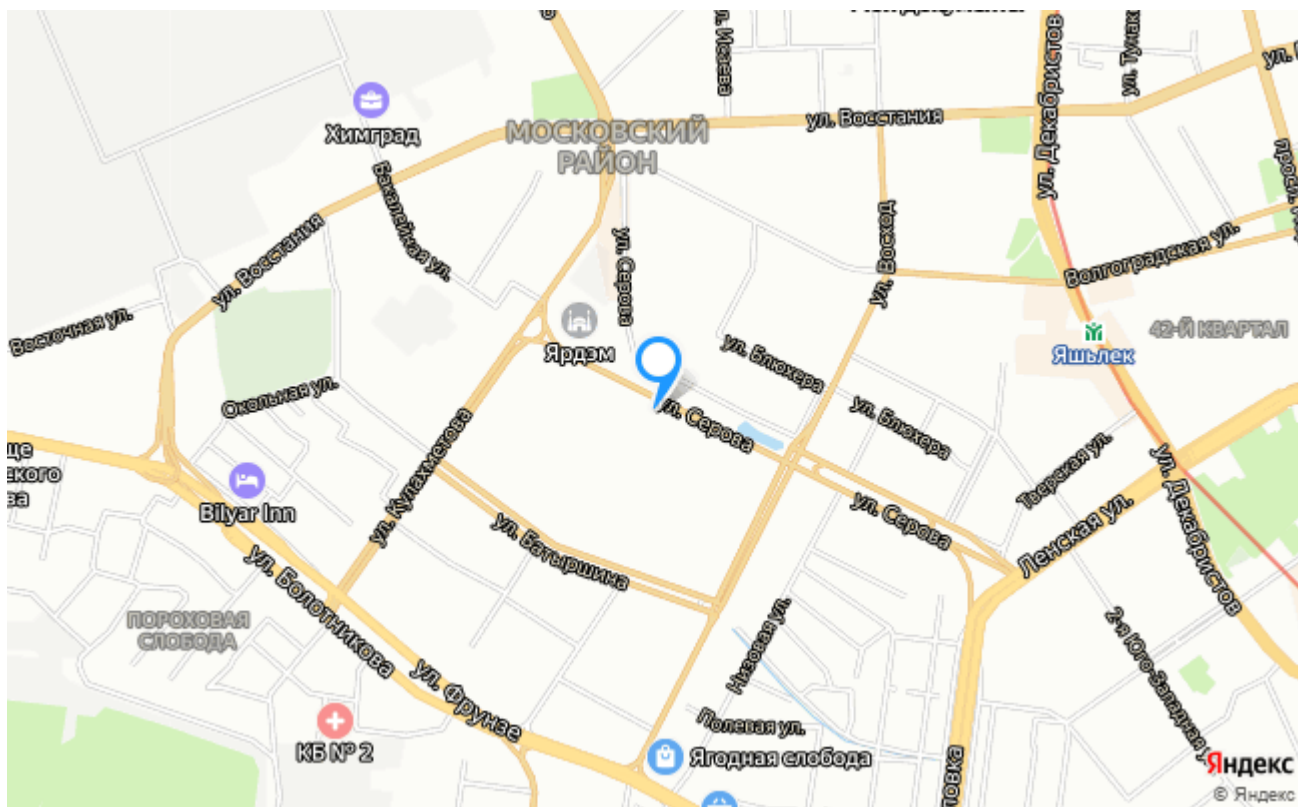 ул. Исаева
ул. Декабристов
Химград
МОСКОВСКИЙ
РАЙОН
ул. Восстания
Бакалейная ул.
ул. Восстания
ул. Серова
ул. Восход
Волгоградская ул.
Восточная ул.
Ярдэм
ул. Блюхера
Яшьлек
42-Й КВАРТАЛ
Окольная ул.
ул. Серова
ул. Блюхера
ул. Кулахметова
Тверская ул.
Bilyar Inn
ул. Серова
Ленская ул.
ул. Декабристов
ул. Батыршина
ПОРОХОВАЯ
СЛОБОДА
ул. Болотникова
ул. Фрунзе
Низовая ул.
2-я Юго-Западная
КБ № 2
Полевая ул.
Ягодная слобода
Яндекс
© Яндекс